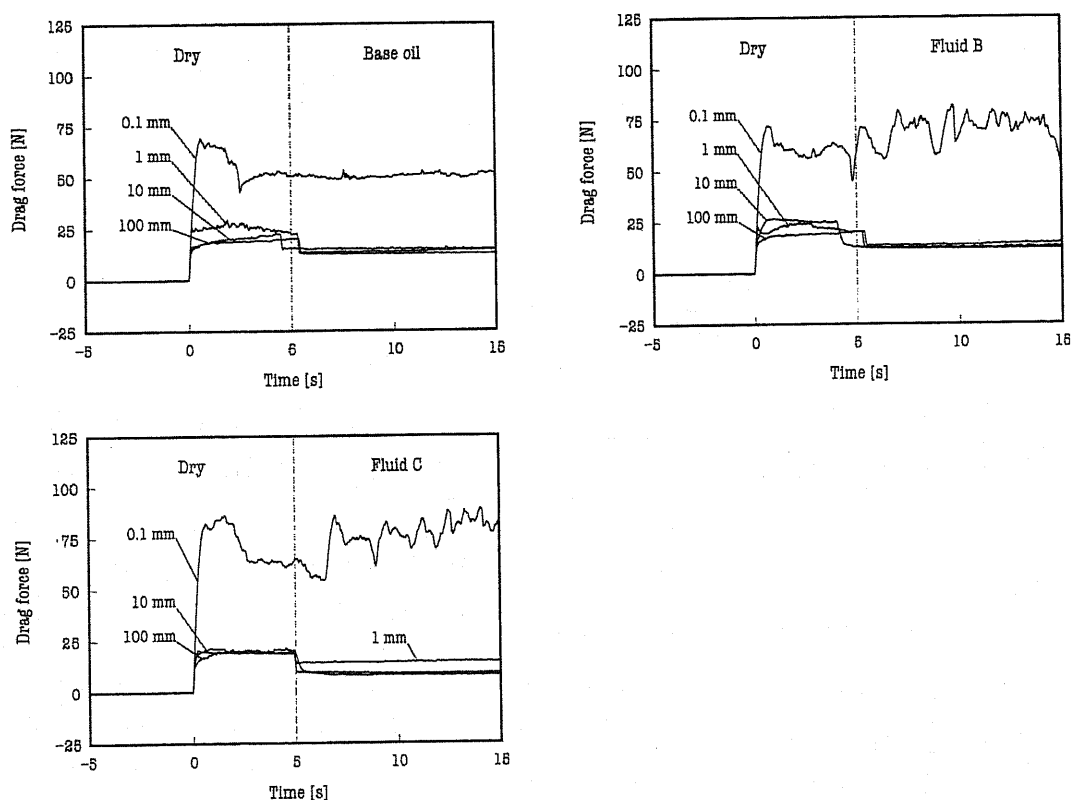 125
100
75
50
25
0
-25
Drag force [N]
Dry
Base oil
0.1 mm
1 mm
10 mm
100 mm
-5
0
5
10
15
Time [s]
125
100
75
50
25
0
-25
Drag force [N]
Dry
Fluid B
0.1 mm
1 mm
10 mm
100 mm
-5
0
5
10
15
Time [s]
125
100
75
50
25
0
-25
Drag force [N]
Dry
Fluid C
0.1 mm
10 mm
100 mm
1 mm
-5
0
5
10
15
Time [s]